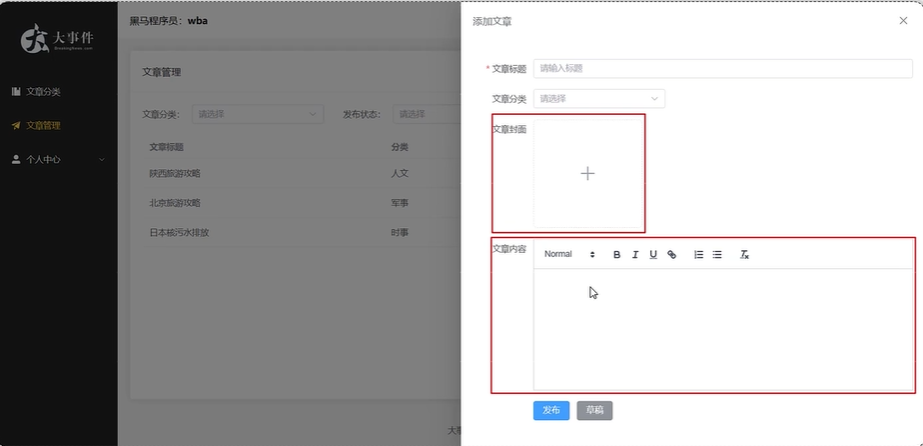 大事件
黑马程序员：wba
文章分类
文章管理
个人中心
文章管理
文章分类： 请选择 发布状态： 请选择
文章标题 分类
陕西旅游攻略 人文
北京旅游攻略 军事
日本核污水排放 时事
大事
添加文章
* 文章标题 请输入标题
文章分类 请选择
文章封面
文章内容
Normal B I U
发布 草稿